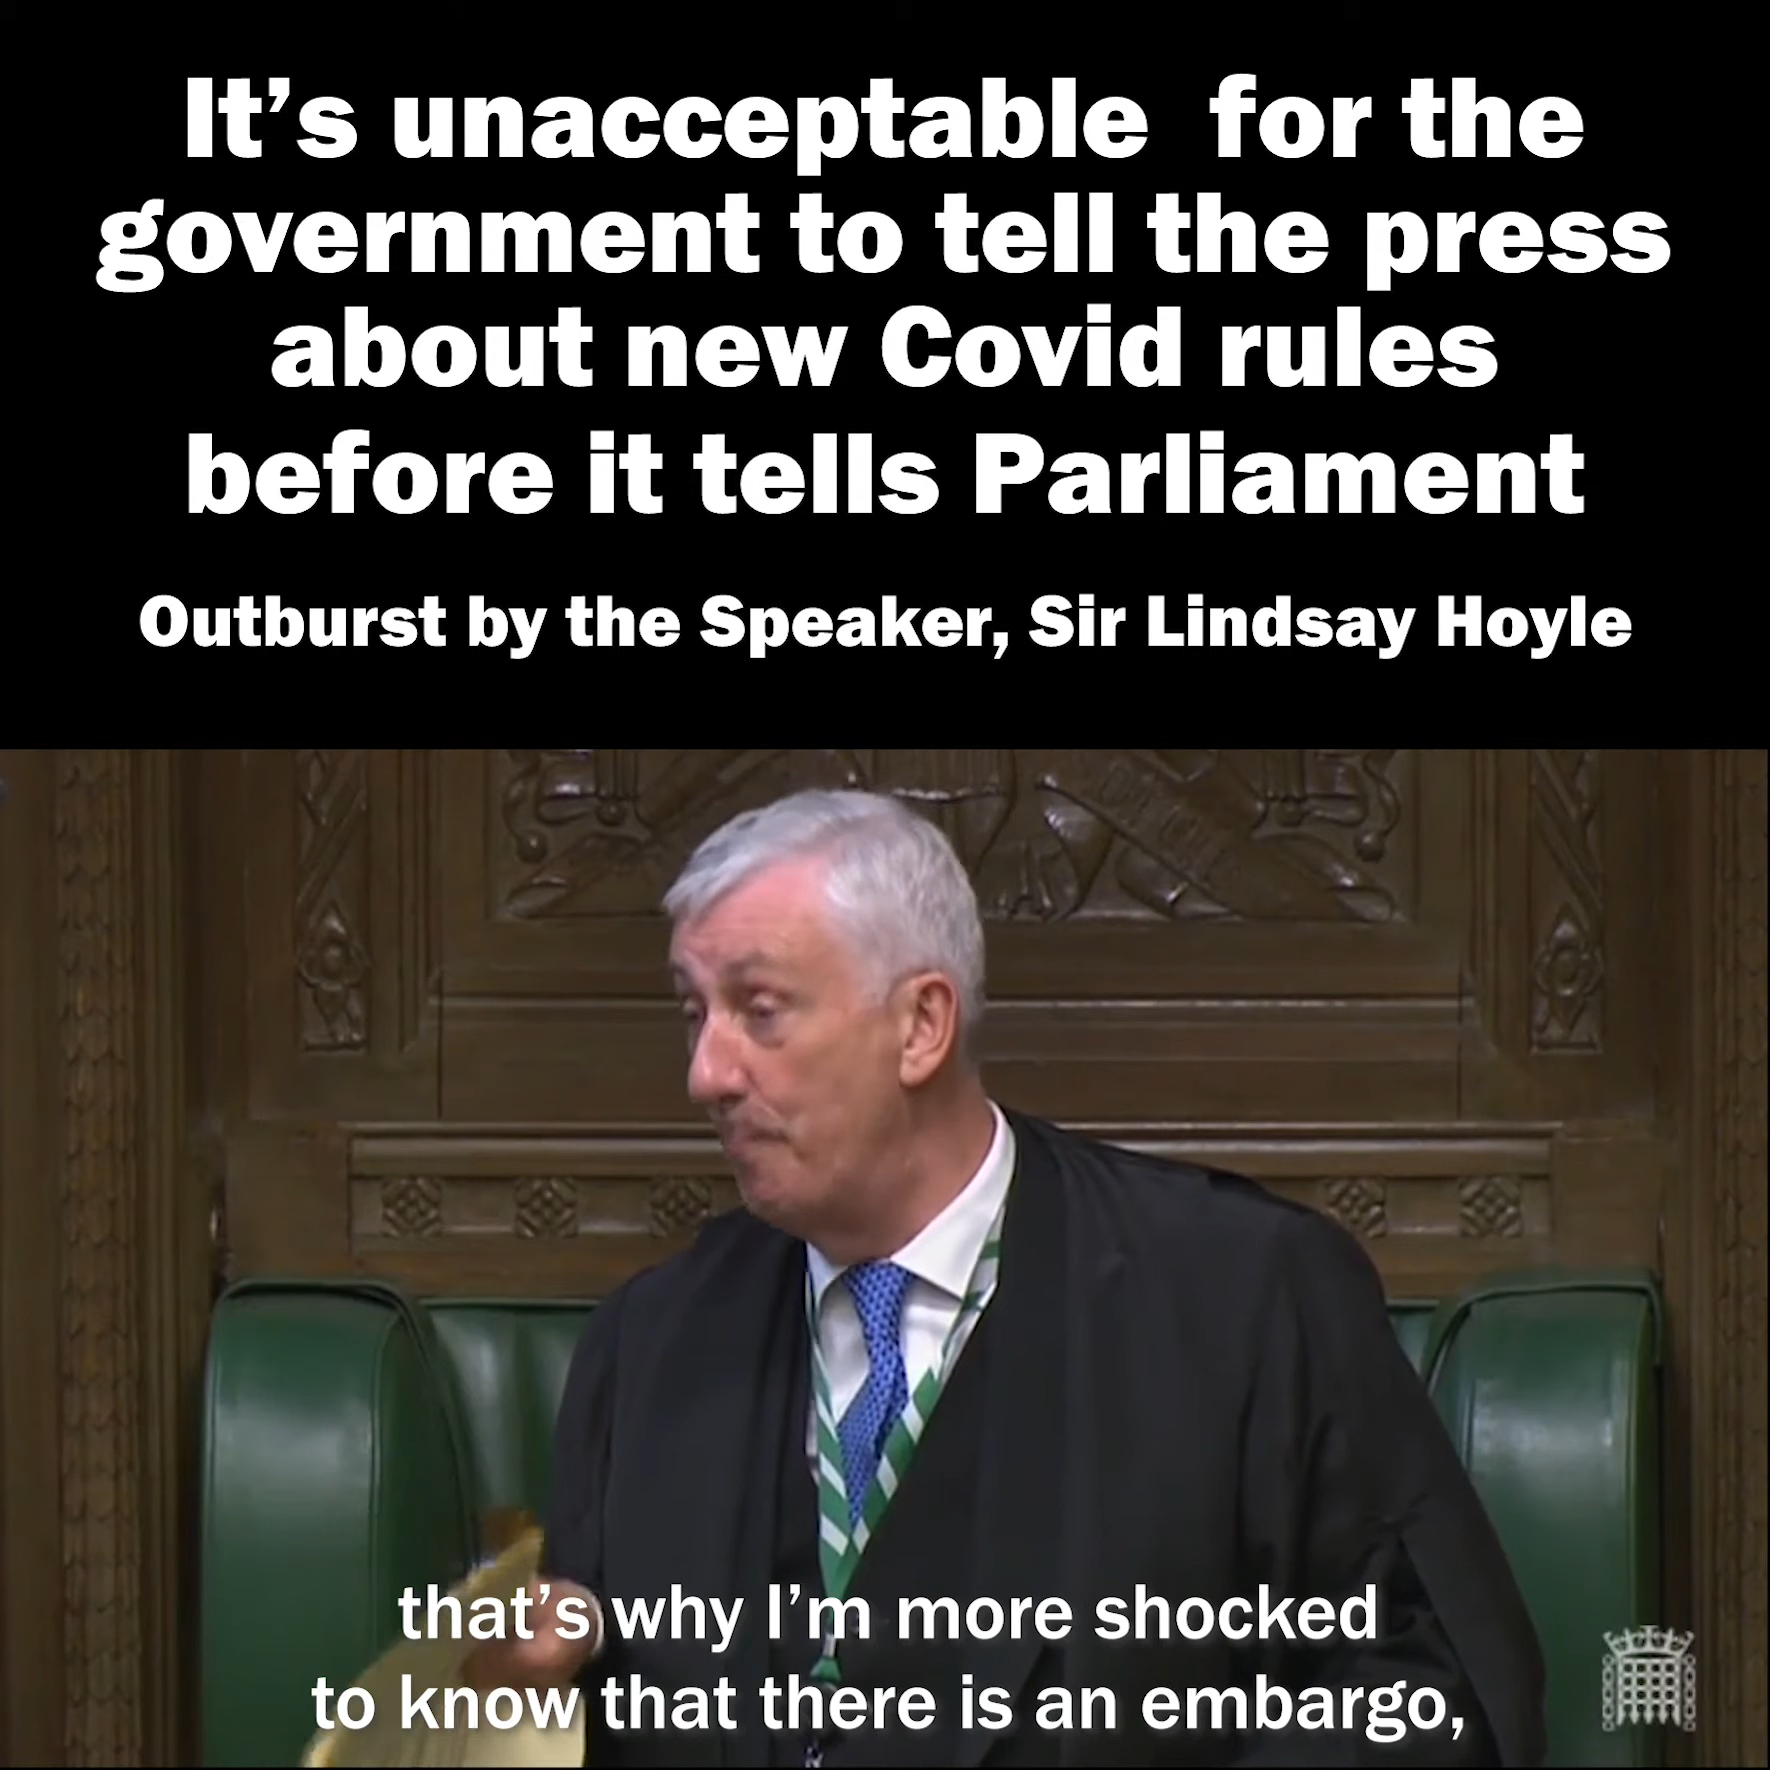 It’s unacceptable  for the
government to tell the press
about new Covid rules
before it tells Parliament
Outburst by the Speaker, Sir Lindsay Hoyle
that’s why I’m more shocked
to know that there is an embargo,